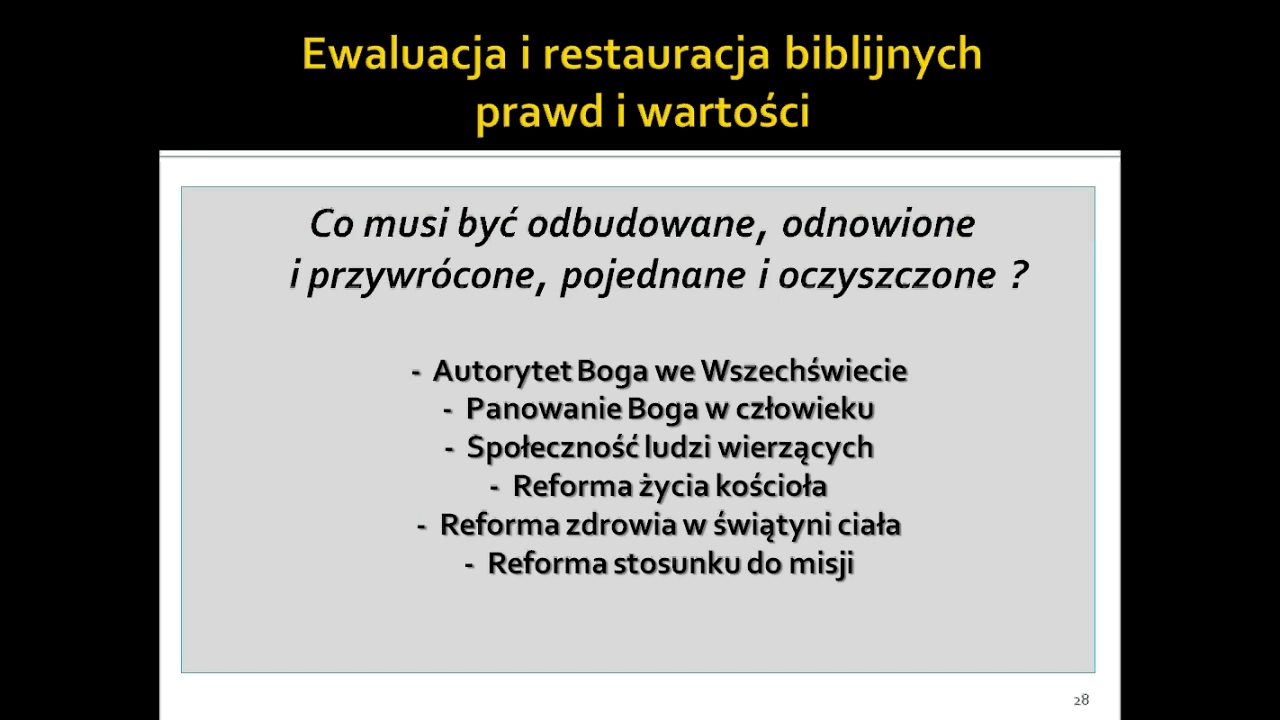 Ewaluacja i restauracja biblijnych
prawd i wartości
Co musi być odbudowane, odnowione
i przywrócone, pojednane i oczyszczone ?
- Autorytet Boga we Wszechświecie
- Panowanie Boga w człowieku
- Społeczność ludzi wierzących
- Reforma życia kościoła
- Reforma zdrowia w świątyni ciała
- Reforma stosunku do misji
28